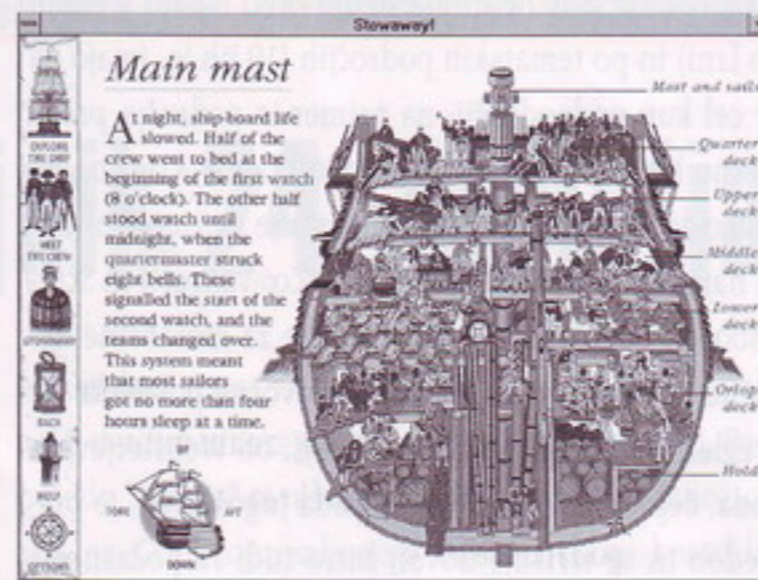 Stowaway!
Main mast
At night, ship-board life
slowed. Half of the
crew went to bed at the
beginning of the first watch
(8 o'clock). The other half
stood watch until
midnight, when the
quartermaster struck
eight bells. These
signalled the start of the
second watch, and the
teams changed over.
This system meant
that most sailors
got no more than four
hours sleep at a time.
EXPLORE
THE SHIP
MEET
THE CREW
STOWAWAY
BACK
OPTIONS
FORE
AFT
DOWN
Mast and sails
Quarter
deck
Upper
deck
Middle
deck
Lower
deck
Orlop
deck
Hold